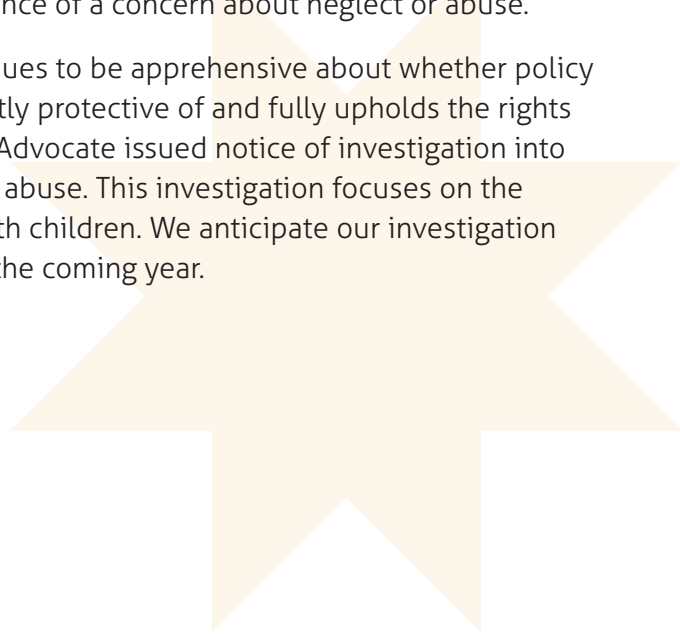 nce of a concern about neglect or abuse.
ues to be apprehensive about whether policy
tly protective of and fully upholds the rights
Advocate issued notice of investigation into
abuse. This investigation focuses on the
th children. We anticipate our investigation
the coming year.